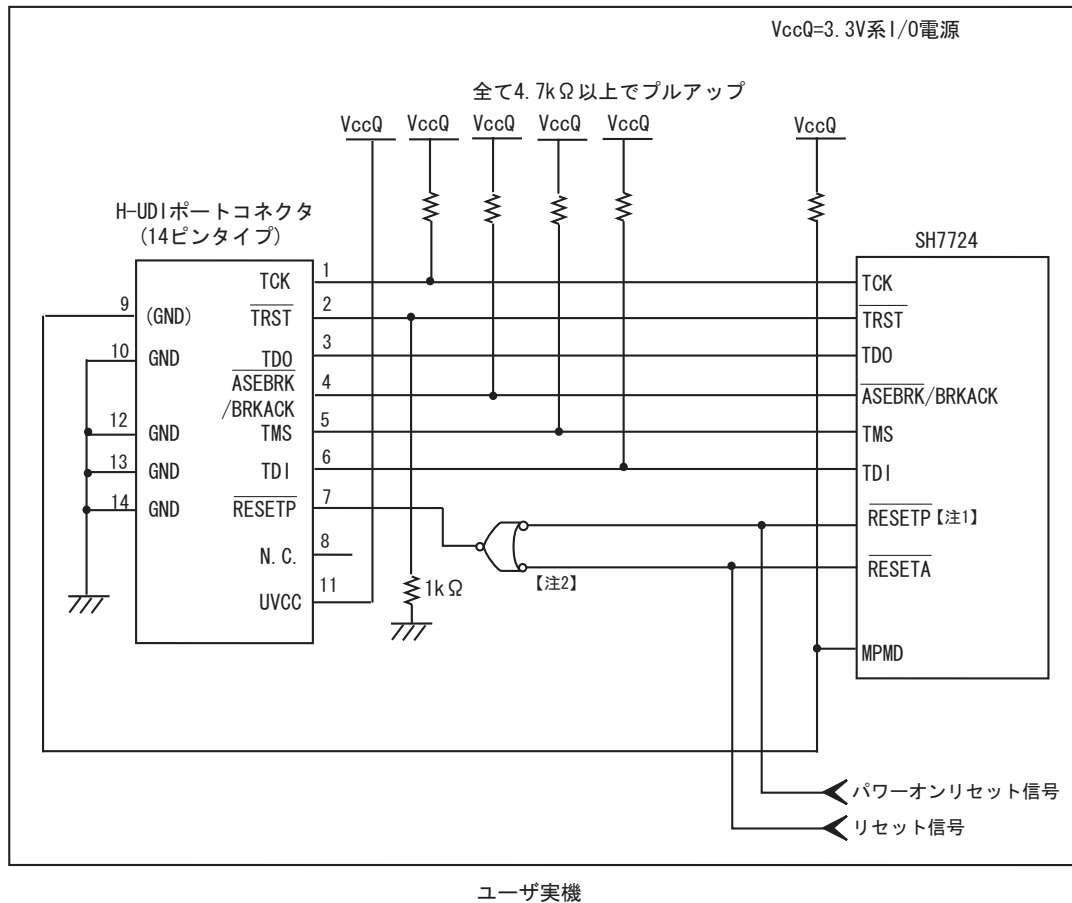 VccQ=3.3V系I/O電源
全て4.7kΩ以上でプルアップ
VccQ VccQ VccQ VccQ VccQ VccQ
H-UDIポートコネクタ
(14ピンタイプ)
SH7724
TCK 1 TCK
9 (GND) TRST 2 TRST
10 GND TDO 3 TDO
ASEBRK
/BRKACK 4 ASEBRK/BRKACK
12 GND TMS 5 TMS
13 GND TDI 6 TDI
14 GND RESETP 7 RESETP【注1】
N.C. 8
【注2】
RESETA
UVCC 11
1kΩ
MPMD
パワーオンリセット信号
リセット信号
ユーザ実機